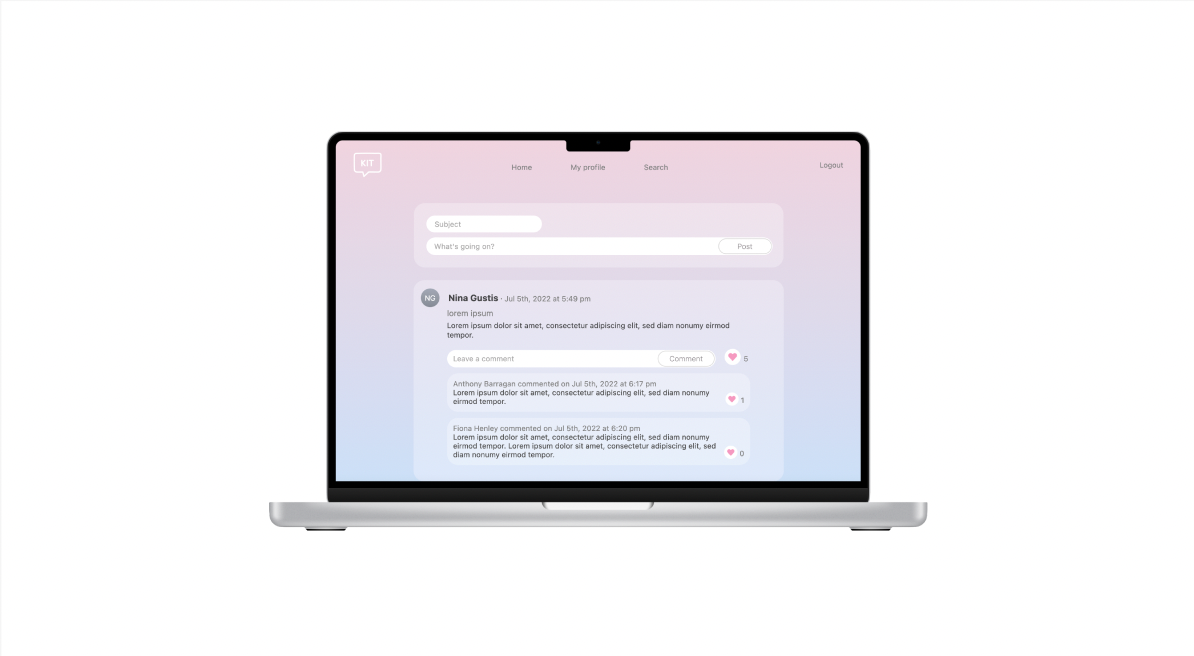 KIT
Home My profile Search Logout
Subject
What's going on? Post
NG Nina Gustis · Jul 5th, 2022 at 5:49 pm
lorem ipsum
Lorem ipsum dolor sit amet, consectetur adipiscing elit, sed diam nonumy eirmod
tempor.
Leave a comment Comment 5
Anthony Barragan commented on Jul 5th, 2022 at 6:17 pm
Lorem ipsum dolor sit amet, consectetur adipiscing elit, sed diam nonumy
eirmod tempor. 1
Fiona Henley commented on Jul 5th, 2022 at 6:20 pm
Lorem ipsum dolor sit amet, consectetur adipiscing elit, sed diam nonumy
eirmod tempor. Lorem ipsum dolor sit amet, consectetur adipiscing elit, sed
diam nonumy eirmod tempor. 0